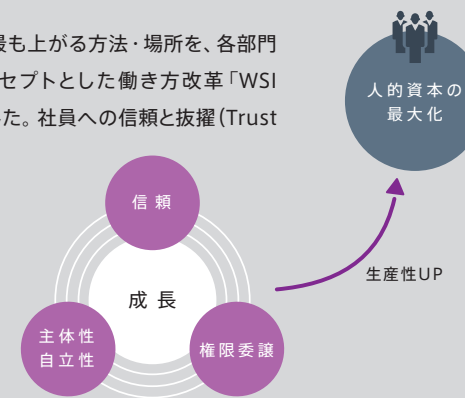 最も上がる方法・場所を、各部門
セプトとした働き方改革「WSI
た。社員への信頼と抜擢(Trust
人的資本の
最大化
信頼
生産性UP
成長
主体性
自立性
権限委譲